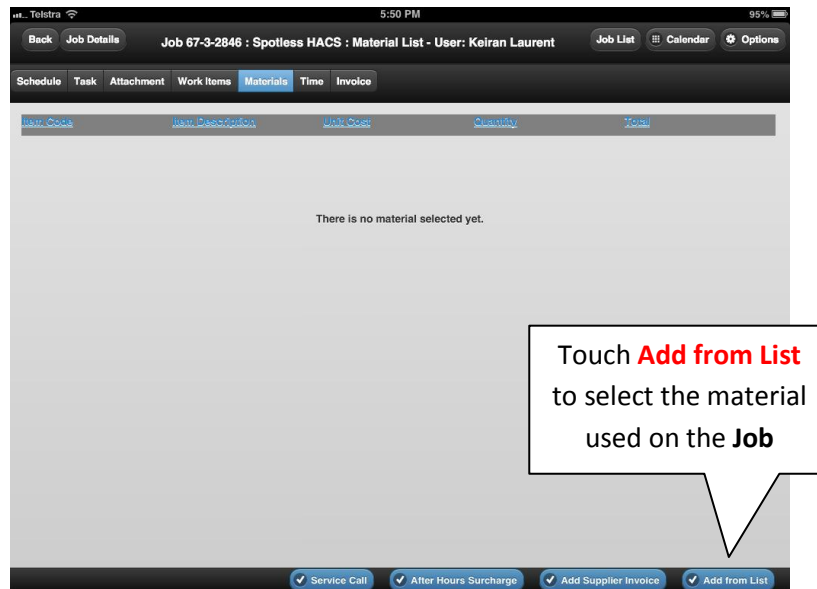 Telstra 5:50 PM 95%
Back Job Details Job 67-3-2846 : Spotless HACS : Material List - User: Keiran Laurent Job List Calendar Options
Schedule Task Attachment Work Items Materials Time Invoice
Item Code Item Description Unit Cost Quantity Total
There is no material selected yet.
Touch Add from List
to select the material
used on the Job
Service Call After Hours Surcharge Add Supplier Invoice Add from List